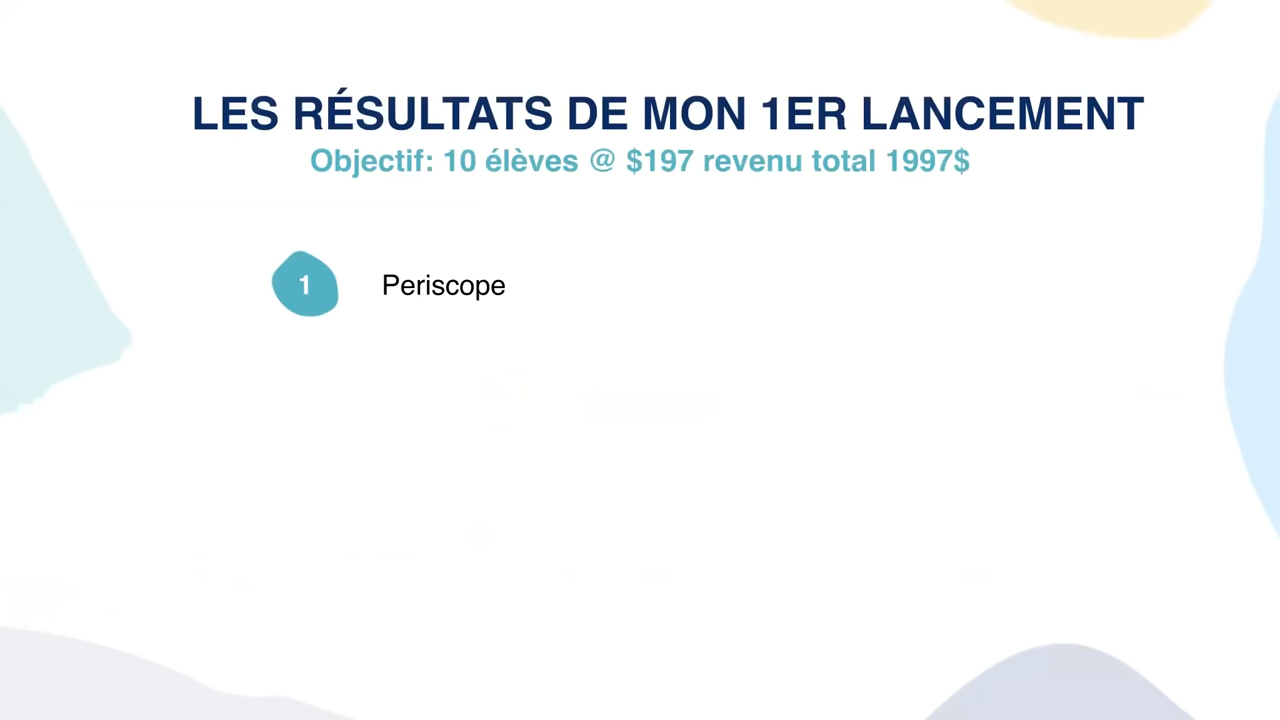 LES RÉSULTATS DE MON 1ER LANCEMENT
Objectif: 10 élèves @ $197 revenu total 1997$
1 Periscope